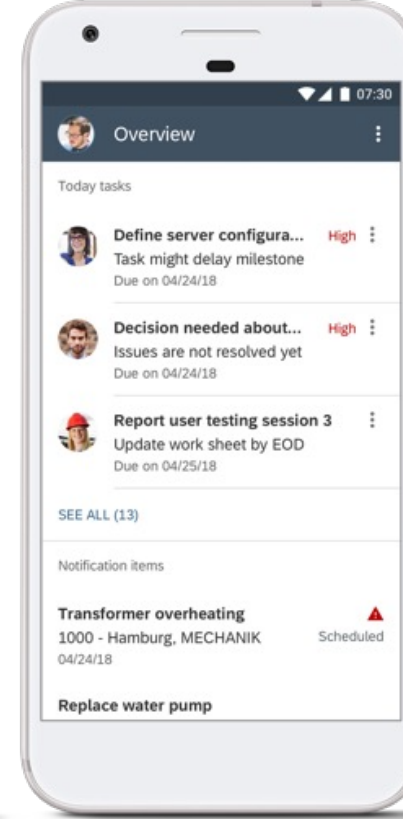 07:30
Overview
Today tasks
Define server configura... High
Task might delay milestone
Due on 04/24/18
Decision needed about... High
Issues are not resolved yet
Due on 04/24/18
Report user testing session 3
Update work sheet by EOD
Due on 04/25/18
SEE ALL (13)
Notification items
Transformer overheating
1000 - Hamburg, MECHANIK Scheduled
04/24/18
Replace water pump